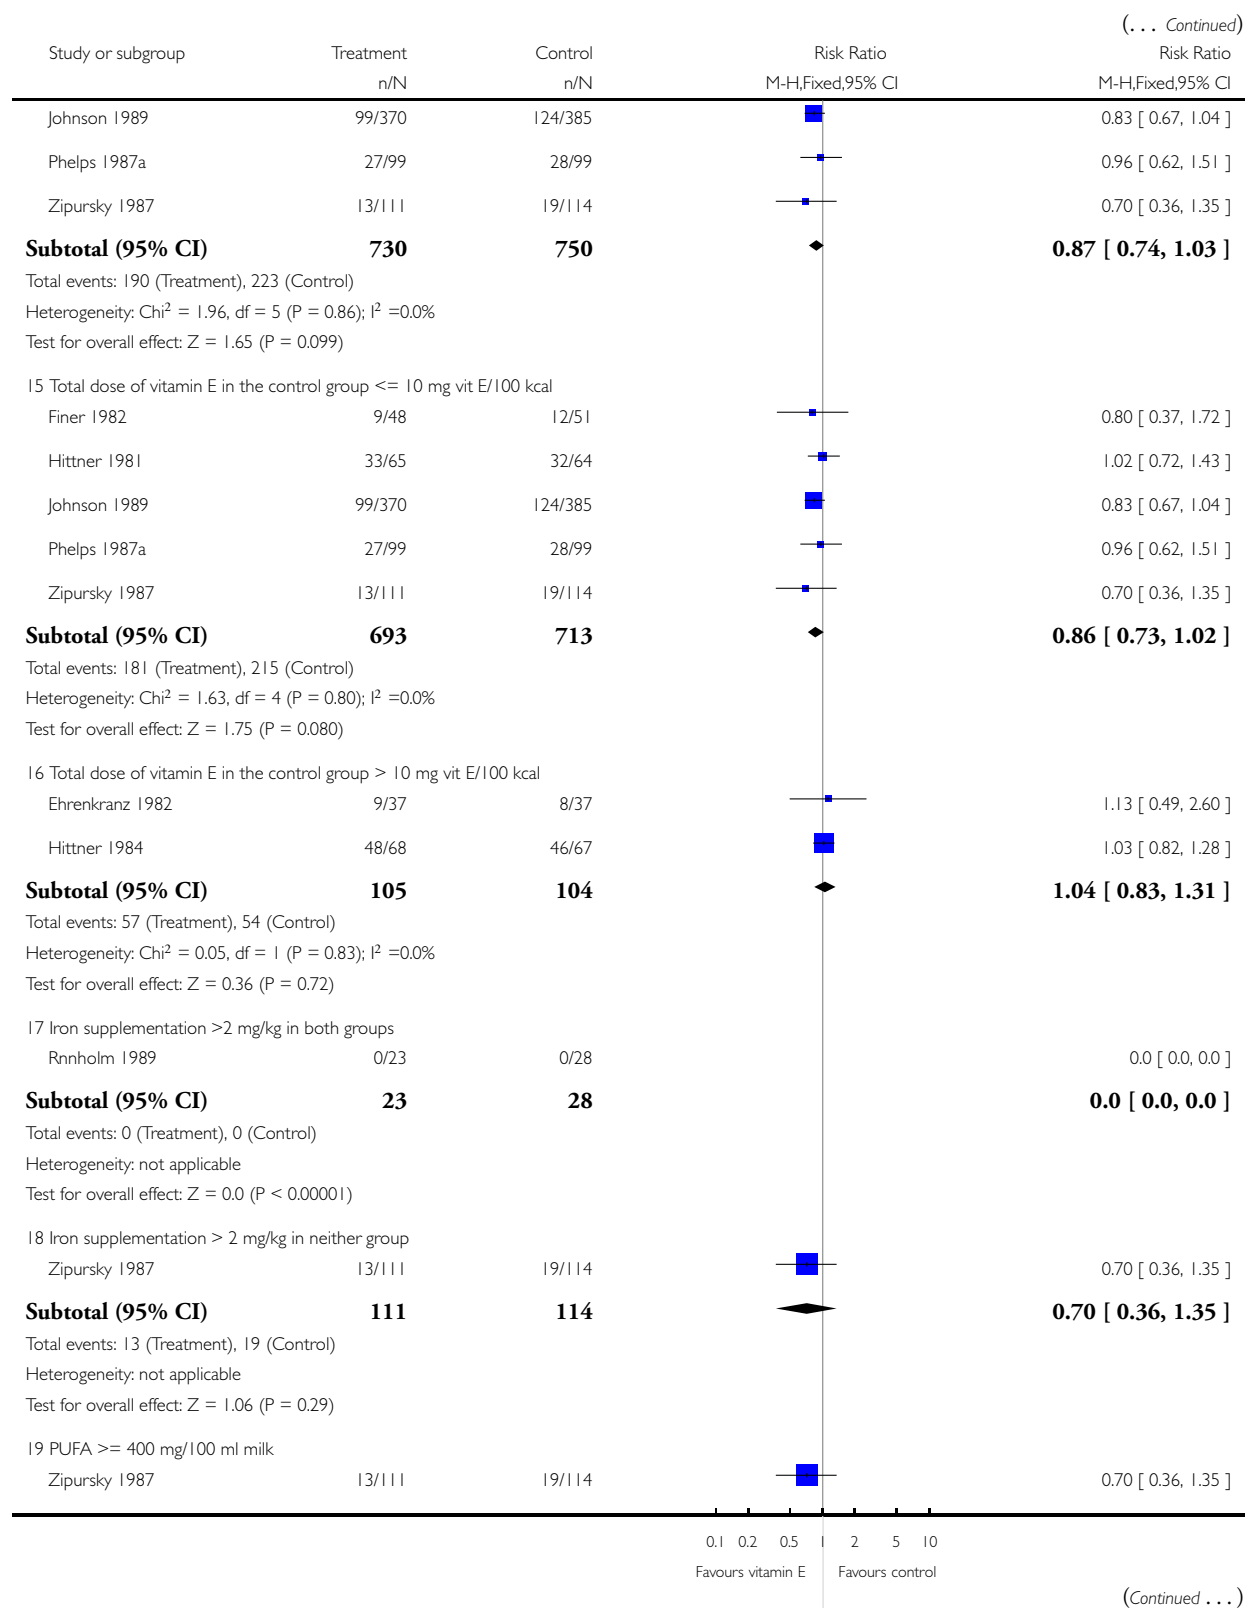 (... Continued)
Study or subgroup Treatment Control Risk Ratio Risk Ratio
n/N n/N M-H,Fixed,95% CI M-H,Fixed,95% CI
Johnson 1989 99/370 124/385 0.83 [ 0.67, 1.04 ]
Phelps 1987a 27/99 28/99 0.96 [ 0.62, 1.51 ]
Zipursky 1987 13/111 19/114 0.70 [ 0.36, 1.35 ]
Subtotal (95% CI) 730 750 0.87 [ 0.74, 1.03 ]
Total events: 190 (Treatment), 223 (Control)
Heterogeneity: Chi² = 1.96, df = 5 (P = 0.86); I² =0.0%
Test for overall effect: Z = 1.65 (P = 0.099)
15 Total dose of vitamin E in the control group <= 10 mg vit E/100 kcal
Finer 1982 9/48 12/51 0.80 [ 0.37, 1.72 ]
Hittner 1981 33/65 32/64 1.02 [ 0.72, 1.43 ]
Johnson 1989 99/370 124/385 0.83 [ 0.67, 1.04 ]
Phelps 1987a 27/99 28/99 0.96 [ 0.62, 1.51 ]
Zipursky 1987 13/111 19/114 0.70 [ 0.36, 1.35 ]
Subtotal (95% CI) 693 713 0.86 [ 0.73, 1.02 ]
Total events: 181 (Treatment), 215 (Control)
Heterogeneity: Chi² = 1.63, df = 4 (P = 0.80); I² =0.0%
Test for overall effect: Z = 1.75 (P = 0.080)
16 Total dose of vitamin E in the control group > 10 mg vit E/100 kcal
Ehrenkranz 1982 9/37 8/37 1.13 [ 0.49, 2.60 ]
Hittner 1984 48/68 46/67 1.03 [ 0.82, 1.28 ]
Subtotal (95% CI) 105 104 1.04 [ 0.83, 1.31 ]
Total events: 57 (Treatment), 54 (Control)
Heterogeneity: Chi² = 0.05, df = 1 (P = 0.83); I² =0.0%
Test for overall effect: Z = 0.36 (P = 0.72)
17 Iron supplementation >2 mg/kg in both groups
Rnnholm 1989 0/23 0/28 0.0 [ 0.0, 0.0 ]
Subtotal (95% CI) 23 28 0.0 [ 0.0, 0.0 ]
Total events: 0 (Treatment), 0 (Control)
Heterogeneity: not applicable
Test for overall effect: Z = 0.0 (P < 0.00001)
18 Iron supplementation > 2 mg/kg in neither group
Zipursky 1987 13/111 19/114 0.70 [ 0.36, 1.35 ]
Subtotal (95% CI) 111 114 0.70 [ 0.36, 1.35 ]
Total events: 13 (Treatment), 19 (Control)
Heterogeneity: not applicable
Test for overall effect: Z = 1.06 (P = 0.29)
19 PUFA >= 400 mg/100 ml milk
Zipursky 1987 13/111 19/114 0.70 [ 0.36, 1.35 ]
0.1 0.2 0.5 1 2 5 10
Favours vitamin E Favours control
(Continued ...)